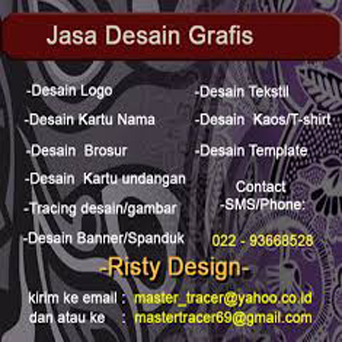 Jasa Desain Grafis
-Desain Logo
-Desain Kartu Nama
-Desain Brosur
-Desain Kartu undangan
-Tracing desain/gambar
-Desain Banner/Spanduk
-Desain Tekstil
-Desain Kaos/T-shirt
-Desain Template
Contact
-SMS/Phone:
022 - 93668528
-Risty Design-
kirim ke email : master_tracer@yahoo.co.id
dan atau ke : mastertracer69@gmail.com